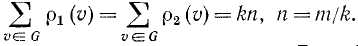 ∑_{v∈G} ρ₁ (v) = ∑_{v∈G} ρ₂ (v) = kn, n = m/k.